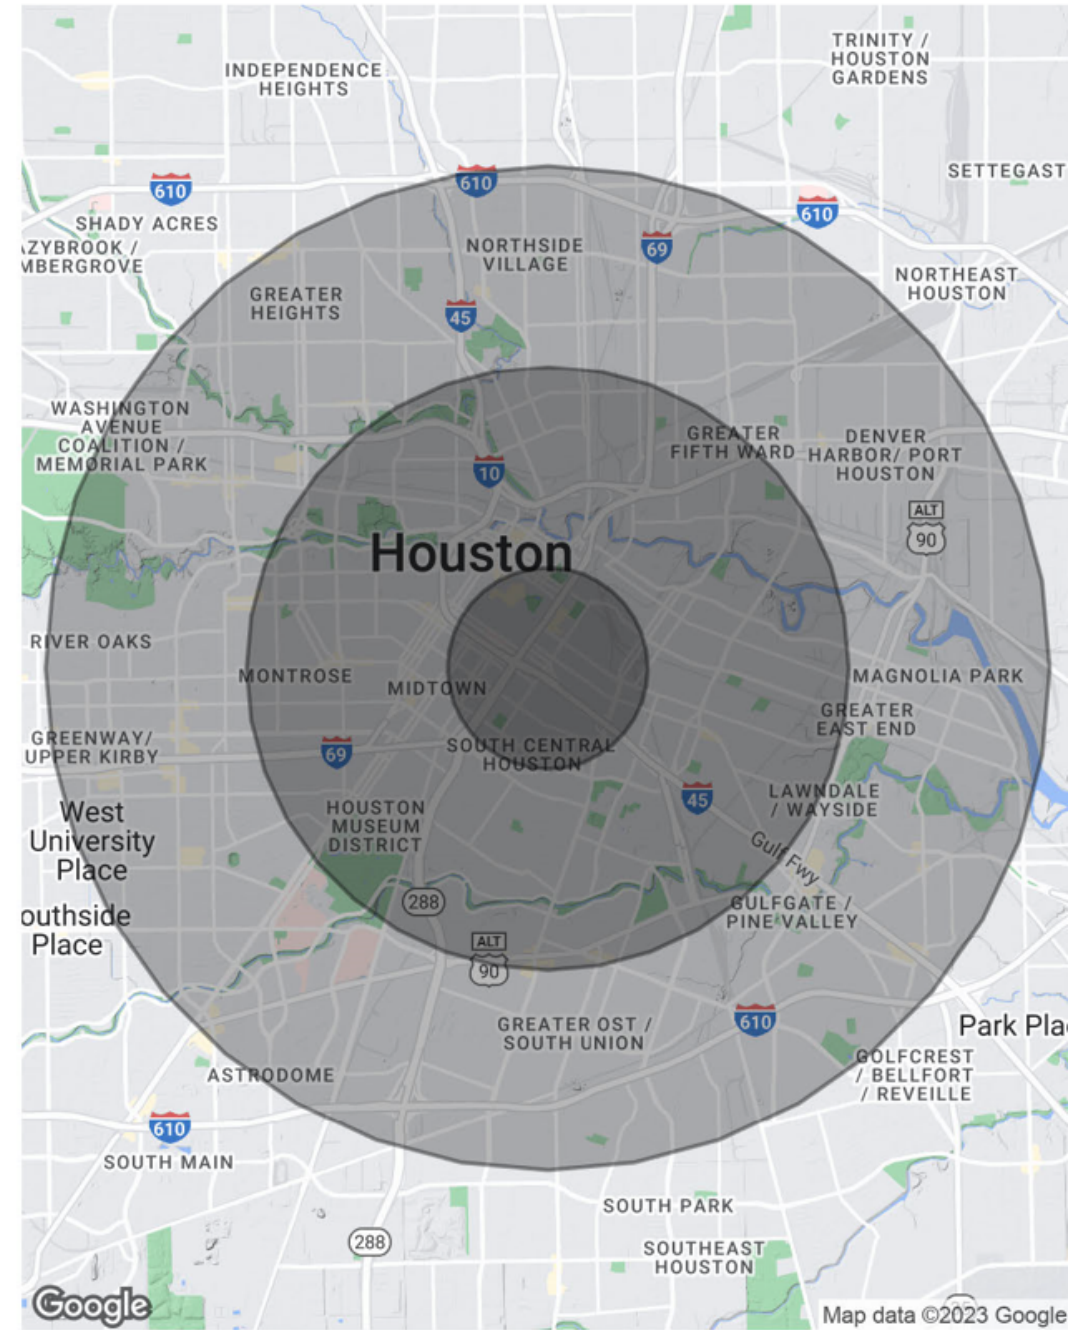 TRINITY /
HOUSTON
GARDENS
INDEPENDENCE
HEIGHTS
SETTEGAST
610
610
610
SHADY ACRES
AZYBROOK /
MBERGROVE
NORTHSIDE
VILLAGE
69
NORTHEAST
HOUSTON
GREATER
HEIGHTS
45
WASHINGTON
AVENUE
COALITION /
MEMORIAL PARK
GREATER
FIFTH WARD
DENVER
HARBOR/ PORT
HOUSTON
10
ALT
90
Houston
RIVER OAKS
MONTROSE
MIDTOWN
MAGNOLIA PARK
GREATER
EAST END
GREENWAY/
UPPER KIRBY
69
SOUTH CENTRAL
HOUSTON
45
LAWNDALE
/ WAYSIDE
West
University
Place
HOUSTON
MUSEUM
DISTRICT
Gulf Fwy
288
outhside
Place
GULFGATE /
PINE VALLEY
ALT
90
610
GREATER OST /
SOUTH UNION
Park Pla
GOLFCREST
/ BELLFORT
/ REVEILLE
ASTRODOME
610
SOUTH MAIN
SOUTH PARK
288
SOUTHEAST
HOUSTON
Google
Map data ©2023 Google